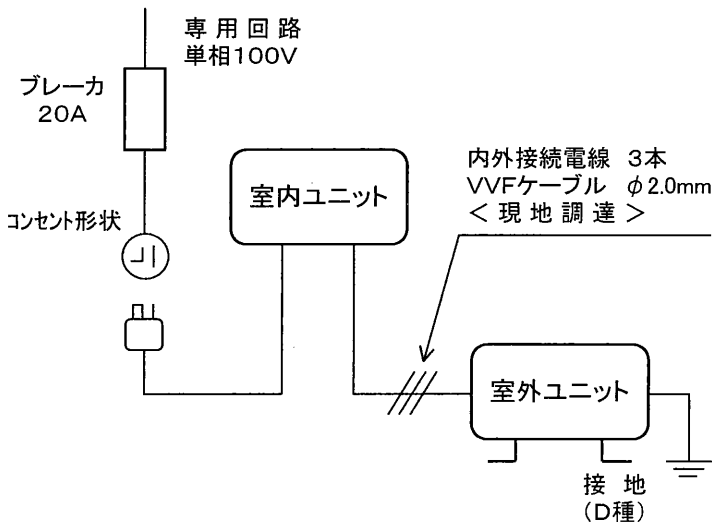 専用回路
単相100V
ブレーカ
20A
コンセント形状
室内ユニット
内外接続電線 3本
VVFケーブル φ2.0mm
<現地調達>
室外ユニット
接地
(D種)